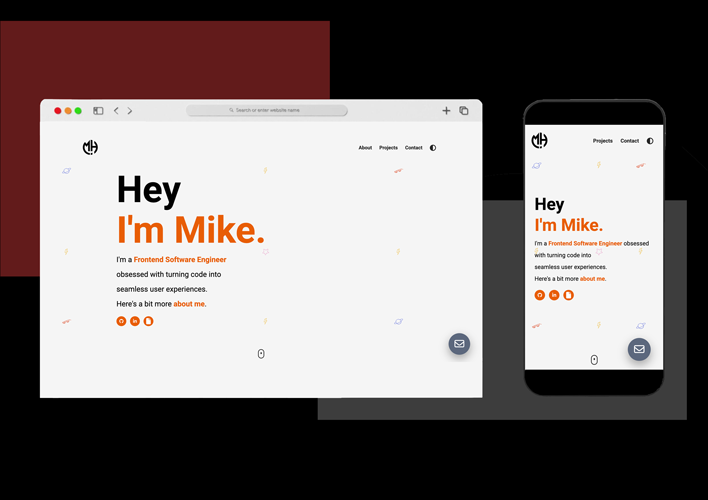 Search or enter website name
MH
About Projects Contact
Hey
I'm Mike.
I'm a Frontend Software Engineer
obsessed with turning code into
seamless user experiences.
Here's a bit more about me.
in
MH
Projects Contact
Hey
I'm Mike.
I'm a Frontend Software Engineer obsessed
with turning code into
seamless user experiences.
Here's a bit more about me.
in